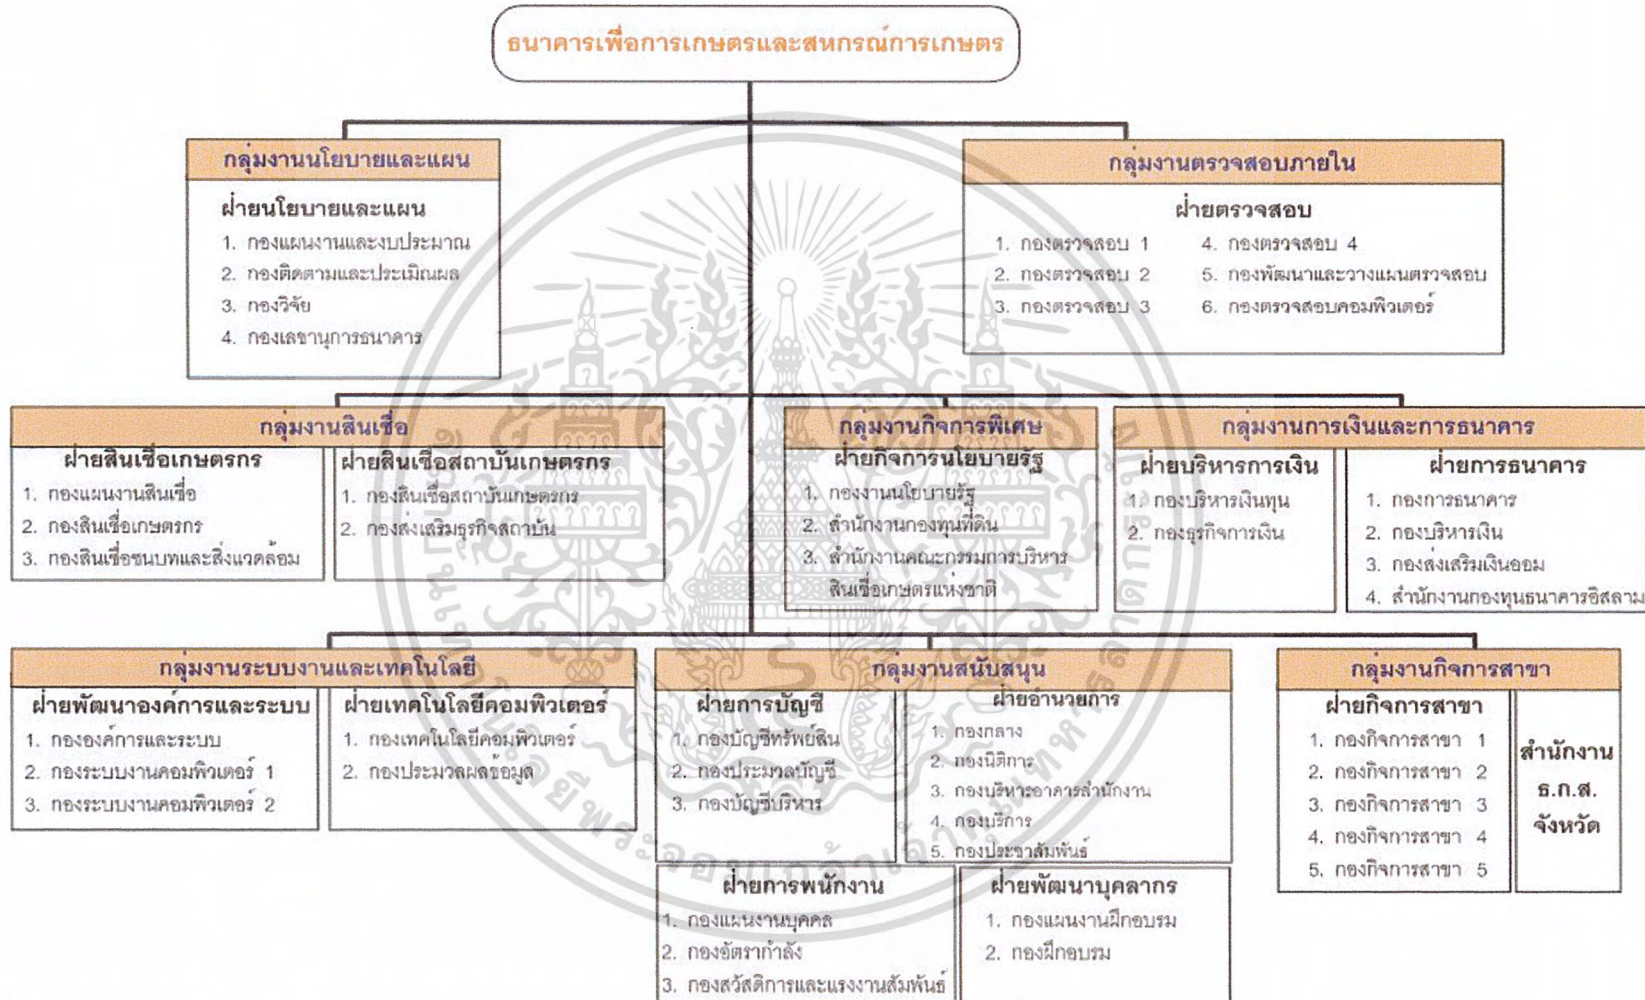 ธนาคารเพื่อการเกษตรและสหกรณ์การเกษตร
กลุ่มงานนโยบายและแผน
ฝ่ายนโยบายและแผน
1. กองแผนงานและงบประมาณ
2. กองติดตามและประเมินผล
3. กองวิจัย
4. กองเลขานุการธนาคาร
กลุ่มงานตรวจสอบภายใน
ฝ่ายตรวจสอบ
1. กองตรวจสอบ 1
2. กองตรวจสอบ 2
3. กองตรวจสอบ 3
4. กองตรวจสอบ 4
5. กองพัฒนาและวางแผนตรวจสอบ
6. กองตรวจสอบคอมพิวเตอร์
กลุ่มงานสินเชื่อ
ฝ่ายสินเชื่อเกษตรกร
1. กองแผนงานสินเชื่อ
2. กองสินเชื่อเกษตรกร
3. กองสินเชื่อชนบทและสิ่งแวดล้อม
ฝ่ายสินเชื่อสถาบันเกษตรกร
1. กองสินเชื่อสถาบันเกษตรกร
2. กองส่งเสริมธุรกิจสถาบัน
กลุ่มงานกิจการพิเศษ
ฝ่ายกิจการนโยบายรัฐ
1. กองงานนโยบายรัฐ
2. สำนักงานกองทุนที่ดิน
3. สำนักงานคณะกรรมการบริหาร
สินเชื่อเกษตรแห่งชาติ
กลุ่มงานการเงินและการธนาคาร
ฝ่ายบริหารการเงิน
1. กองบริหารเงินทุน
2. กองธุรกิจการเงิน
ฝ่ายการธนาคาร
1. กองการธนาคาร
2. กองบริหารเงิน
3. กองส่งเสริมเงินออม
4. สำนักงานกองทุนธนาคารอิสลาม
กลุ่มงานระบบงานและเทคโนโลยี
ฝ่ายพัฒนาองค์การและระบบ
1. กององค์การและระบบ
2. กองระบบงานคอมพิวเตอร์ 1
3. กองระบบงานคอมพิวเตอร์ 2
ฝ่ายเทคโนโลยีคอมพิวเตอร์
1. กองเทคโนโลยีคอมพิวเตอร์
2. กองประมวลผลข้อมูล
กลุ่มงานสนับสนุน
ฝ่ายการบัญชี
1. กองบัญชีทรัพย์สิน
2. กองประมวลบัญชี
3. กองบัญชีบริหาร
ฝ่ายอำนวยการ
1. กองกลาง
2. กองนิติการ
3. กองบริหารอาคารสำนักงาน
4. กองบริการ
5. กองประชาสัมพันธ์
ฝ่ายการพนักงาน
1. กองแผนงานบุคคล
2. กองอัตรากำลัง
3. กองสวัสดิการและแรงงานสัมพันธ์
ฝ่ายพัฒนาบุคลากร
1. กองแผนงานฝึกอบรม
2. กองฝึกอบรม
กลุ่มงานกิจการสาขา
ฝ่ายกิจการสาขา
1. กองกิจการสาขา 1
2. กองกิจการสาขา 2
3. กองกิจการสาขา 3
4. กองกิจการสาขา 4
5. กองกิจการสาขา 5
สำนักงาน
ธ.ก.ส.
จังหวัด